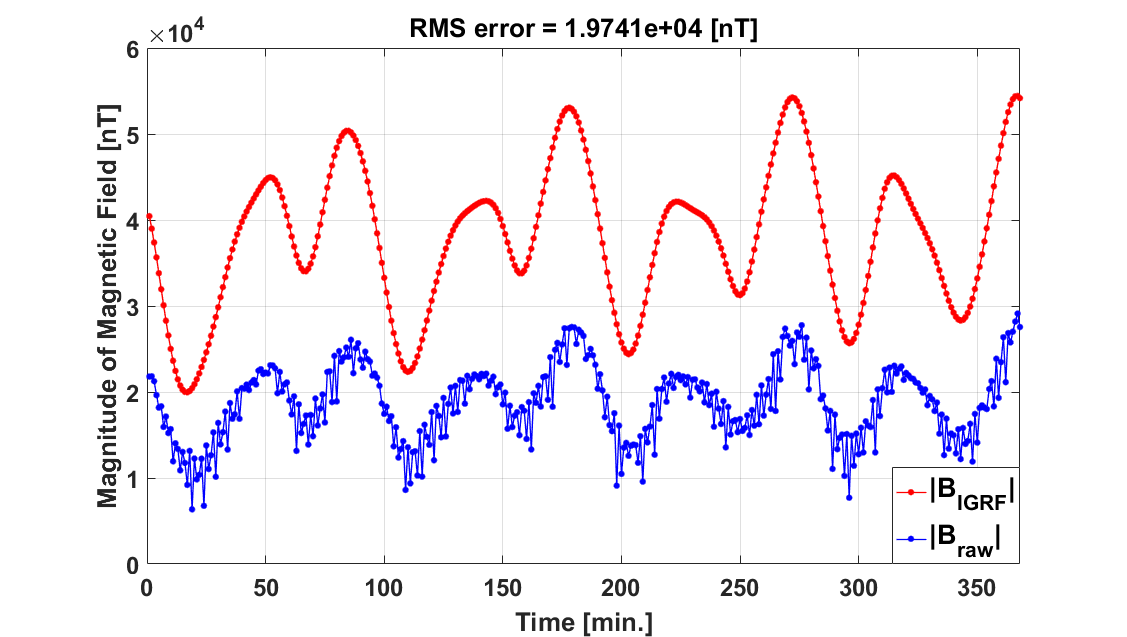 RMS error = 1.9741e+04 [nT]
×10^4
6
5
4
3
2
1
0
Magnitude of Magnetic Field [nT]
0 50 100 150 200 250 300 350
Time [min.]
|B_IGRF|
|B_raw|